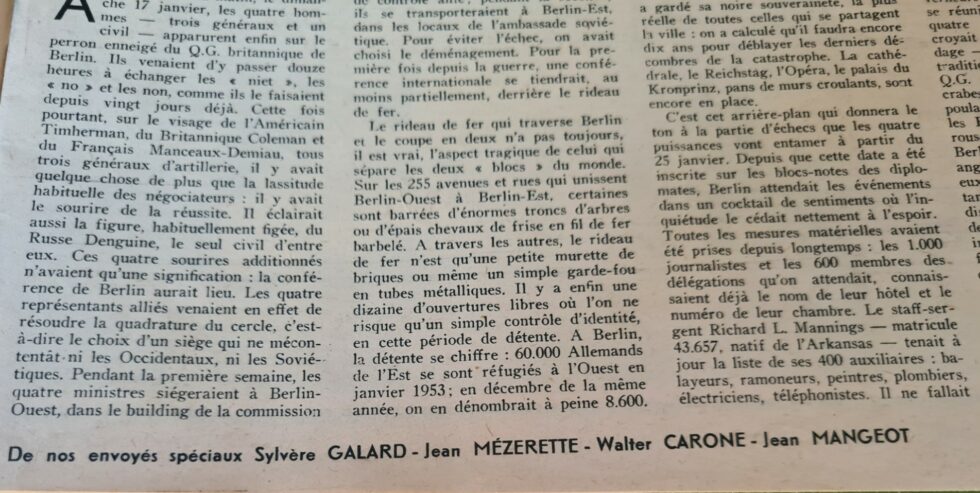 A
che 17 janvier, les quatre hom-
mes — trois généraux et un
civil — apparurent enfin sur le
perron enneigé du Q.G. britannique de
Berlin. Ils venaient d'y passer douze
heures à échanger les « niet », les
« no » et les non, comme ils le faisaient
depuis vingt jours déjà. Cette fois
pourtant, sur le visage de l'Américain
Timherman, du Britannique Coleman et
du Français Manceaux-Demiau, tous
trois généraux d'artillerie, il y avait
quelque chose de plus que la lassitude
habituelle des négociateurs : il y avait
le sourire de la réussite. Il éclairait
aussi la figure, habituellement figée, du
Russe Denguine, le seul civil d'entre
eux. Ces quatre sourires additionnés
n'avaient qu'une signification : la confé-
rence de Berlin aurait lieu. Les quatre
représentants alliés venaient en effet de
résoudre la quadrature du cercle, c'est-
à-dire le choix d'un siège qui ne mécon-
tentât ni les Occidentaux, ni les Sovié-
tiques. Pendant la première semaine, les
quatre ministres siégeraient à Berlin-
Ouest, dans le building de la commission
ils se transporteraient à Berlin-Est,
dans les locaux de l'ambassade sovié-
tique. Pour éviter l'échec, on avait
choisi le déménagement. Pour la pre-
mière fois depuis la guerre, une confé-
rence internationale se tiendrait, au
moins partiellement, derrière le rideau
de fer.
Le rideau de fer qui traverse Berlin
et le coupe en deux n'a pas toujours,
il est vrai, l'aspect tragique de celui qui
sépare les deux « blocs » du monde.
Sur les 255 avenues et rues qui unissent
Berlin-Ouest à Berlin-Est, certaines
sont barrées d'énormes troncs d'arbres
ou d'épais chevaux de frise en fil de fer
barbelé. A travers les autres, le rideau
de fer n'est qu'une petite murette de
briques ou même un simple garde-fou
en tubes métalliques. Il y a enfin une
dizaine d'ouvertures libres où l'on ne
risque qu'un simple contrôle d'identité,
en cette période de détente. A Berlin,
la détente se chiffre : 60.000 Allemands
de l'Est se sont réfugiés à l'Ouest en
janvier 1953 ; en décembre de la même
année, on en dénombrait à peine 8.600.
a gardé sa noire souveraineté, la plus
réelle de toutes celles qui se partagent
la ville : on a calculé qu'il faudra encore
dix ans pour déblayer les derniers dé-
combres de la catastrophe. La cathé-
drale, le Reichstag, l'Opéra, le palais du
Kronprinz, pans de murs croulants, sont
encore en place.
C'est cet arrière-plan qui donnera le
ton à la partie d'échecs que les quatre
puissances vont entamer à partir du
25 janvier. Depuis que cette date a été
inscrite sur les blocs-notes des diplo-
mates, Berlin attendait les événements
dans un cocktail de sentiments où l'in-
quiétude le cédait nettement à l'espoir.
Toutes les mesures matérielles avaient
été prises depuis longtemps : les 1.000
journalistes et les 600 membres des
délégations qu'on attendait, connais-
saient déjà le nom de leur hôtel et le
numéro de leur chambre. Le staff-ser-
gent Richard L. Mannings — matricule
43.657, natif de l'Arkansas — tenait à
jour la liste de ses 400 auxiliaires : ba-
layeurs, ramoneurs, peintres, plombiers,
électriciens, téléphonistes. Il ne fallait
se réuni
quatre
croyait
de
Q.G.
De nos envoyés spéciaux Sylvère GALARD - Jean MÉZERETTE - Walter CARONE - Jean MANGEOT